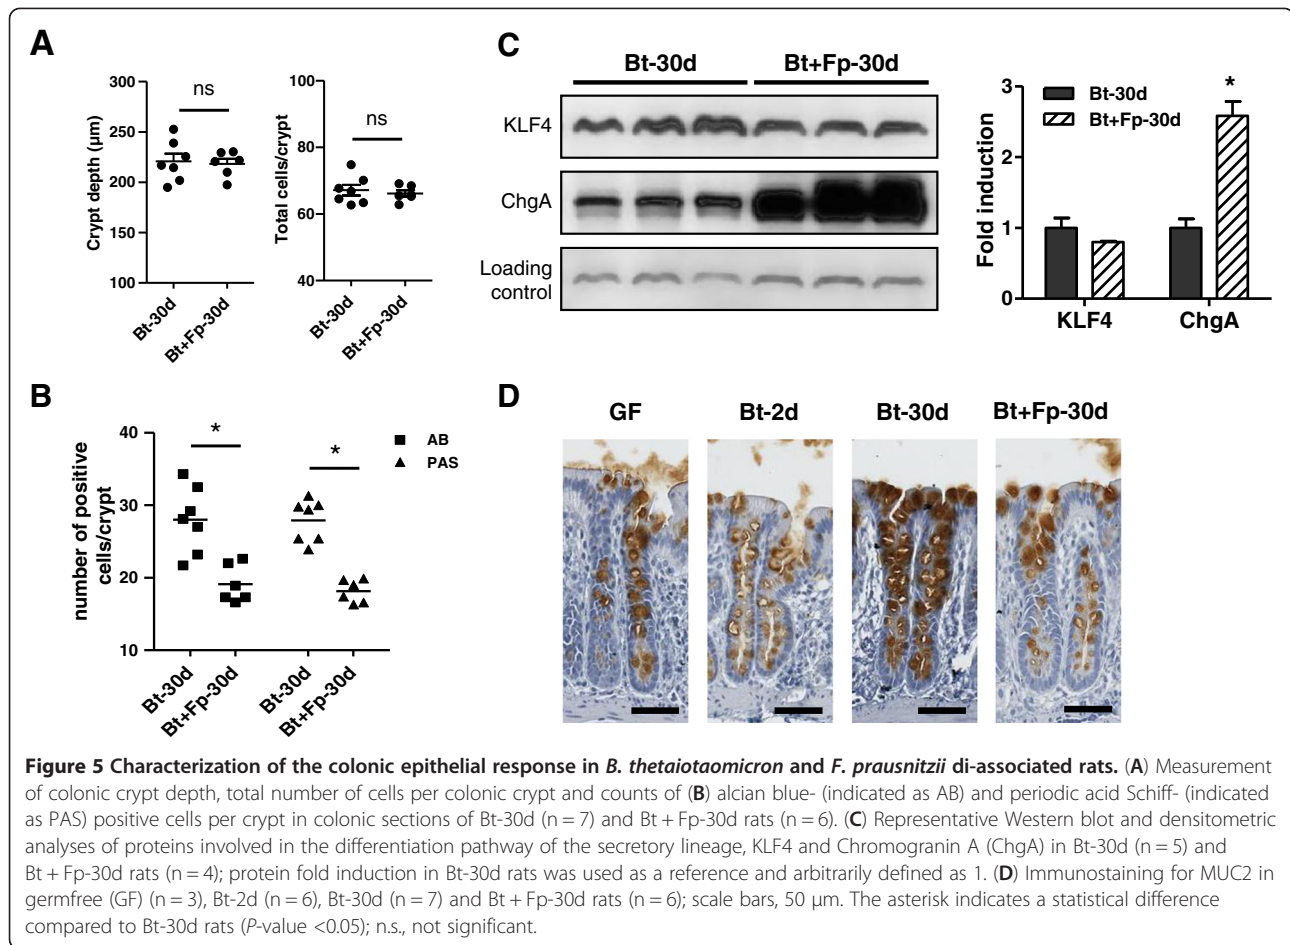 A
300
250
200
150
100
Crypt depth (µm)
ns
Bt-30d
Bt+Fp-30d
100
80
60
40
Total cells/crypt
ns
Bt-30d
Bt+Fp-30d
C
Bt-30d
Bt+Fp-30d
KLF4
ChgA
Loading
control
3
2
1
0
Fold induction
Bt-30d
Bt+Fp-30d
*
KLF4
ChgA
B
40
30
20
10
number of positive
cells/crypt
*
*
AB
PAS
Bt-30d
Bt+Fp-30d
Bt-30d
Bt+Fp-30d
D
GF
Bt-2d
Bt-30d
Bt+Fp-30d
Figure 5 Characterization of the colonic epithelial response in B. thetaiotaomicron and F. prausnitzii di-associated rats. (A) Measurement
of colonic crypt depth, total number of cells per colonic crypt and counts of (B) alcian blue- (indicated as AB) and periodic acid Schiff- (indicated
as PAS) positive cells per crypt in colonic sections of Bt-30d (n = 7) and Bt + Fp-30d rats (n = 6). (C) Representative Western blot and densitometric
analyses of proteins involved in the differentiation pathway of the secretory lineage, KLF4 and Chromogranin A (ChgA) in Bt-30d (n = 5) and
Bt + Fp-30d rats (n = 4); protein fold induction in Bt-30d rats was used as a reference and arbitrarily defined as 1. (D) Immunostaining for MUC2 in
germfree (GF) (n = 3), Bt-2d (n = 6), Bt-30d (n = 7) and Bt + Fp-30d rats (n = 6); scale bars, 50 µm. The asterisk indicates a statistical difference
compared to Bt-30d rats (P-value <0.05); n.s., not significant.